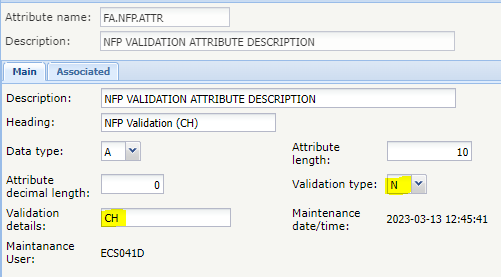 Attribute name: FA.NFP.ATTR
Description: NFP VALIDATION ATTRIBUTE DESCRIPTION
Main Associated
Description: NFP VALIDATION ATTRIBUTE DESCRIPTION
Heading: NFP Validation (CH)
Data type: A Attribute length: 10
Attribute decimal length: 0 Validation type: N
Validation details: CH Maintenance date/time: 2023-03-13 12:45:41
Maintanance User: ECS041D